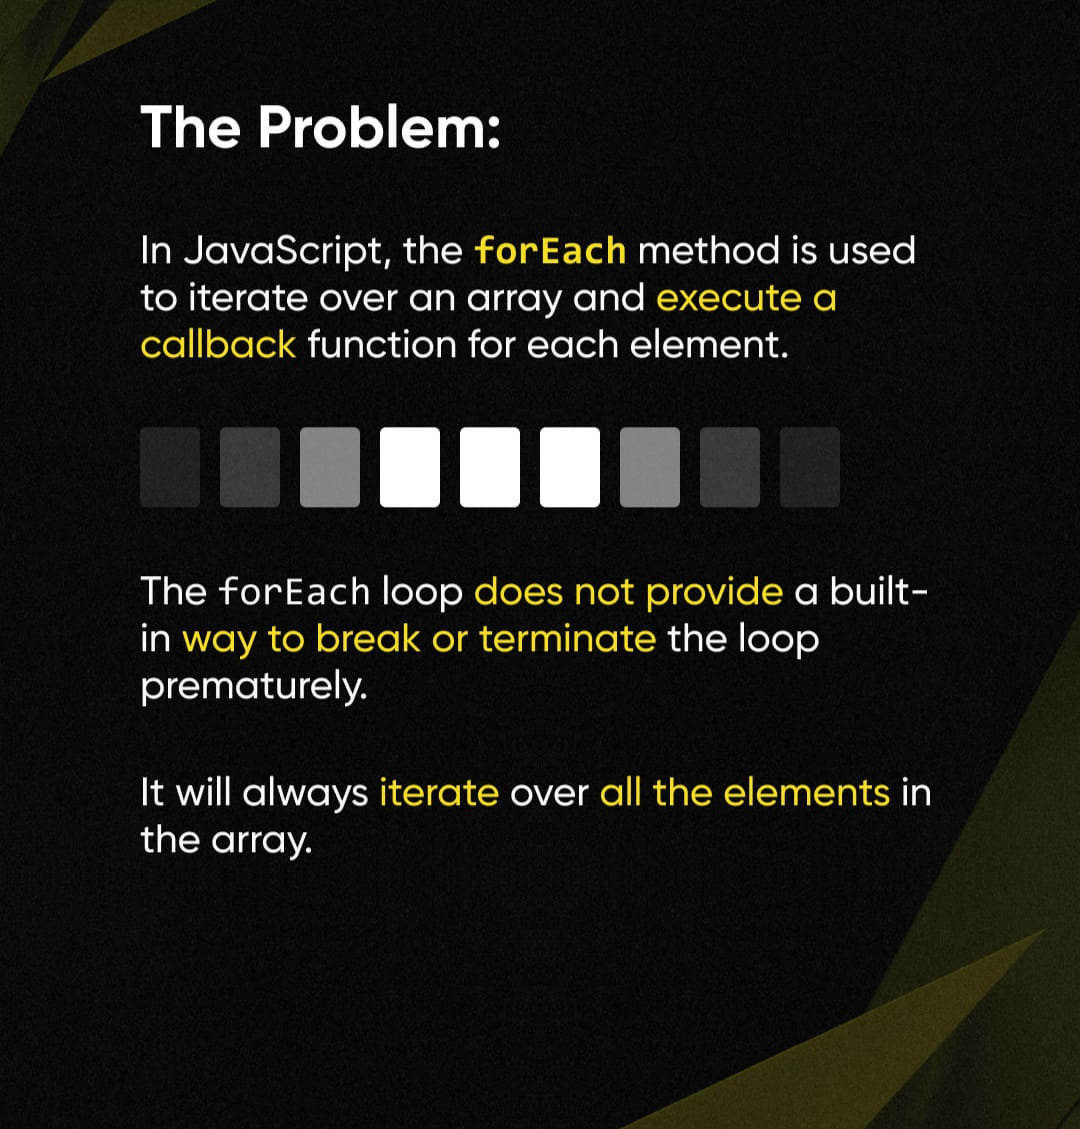 The Problem:
In JavaScript, the forEach method is used
to iterate over an array and execute a
callback function for each element.
The forEach loop does not provide a built-
in way to break or terminate the loop
prematurely.
It will always iterate over all the elements in
the array.